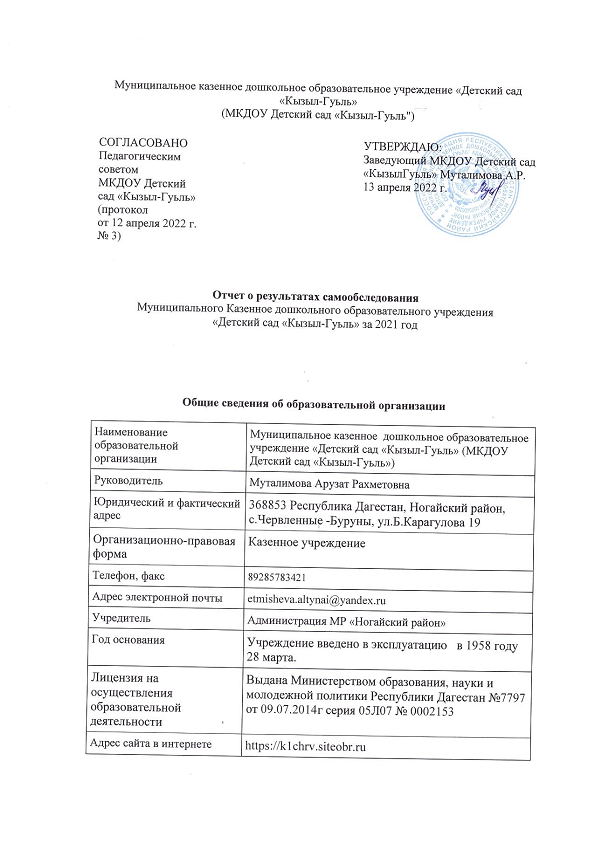 Муниципальное казенное дошкольное образовательное учреждение «Детский сад
«Кызыл-Гуьль»
(МКДОУ Детский сад «Кызыл-Гуьль")
СОГЛАСОВАНО
Педагогическим
советом
МКДОУ Детский
сад «Кызыл-Гуьль»
(протокол
от 12 апреля 2022 г.
№ 3)
УТВЕРЖДАЮ:
Заведующий МКДОУ Детский сад
«КызылГуьль» Муталимова А.Р.
13 апреля 2022 г.
Отчет о результатах самообследования
Муниципального Казенное дошкольного образовательного учреждения
«Детский сад «Кызыл-Гуьль» за 2021 год
Общие сведения об образовательной организации
Наименование
образовательной
организации
Муниципальное казенное дошкольное образовательное
учреждение «Детский сад «Кызыл-Гуьль» (МКДОУ
Детский сад «Кызыл-Гуьль»)
Руководитель
Муталимова Арузат Рахметовна
Юридический и фактический
адрес
368853 Республика Дагестан, Ногайский район,
с.Червленные -Буруны, ул.Б.Карагулова 19
Организационно-правовая
форма
Казенное учреждение
Телефон, факс
89285783421
Адрес электронной почты
etmisheva.altynai@yandex.ru
Учредитель
Администрация МР «Ногайский район»
Год основания
Учреждение введено в эксплуатацию в 1958 году
28 марта.
Лицензия на
осуществления
образовательной
деятельности
Выдана Министерством образования, науки и
молодежной политики Республики Дагестан №7797
от 09.07.2014г серия 05Л07 № 0002153
Адрес сайта в интернете
https://k1chrv.siteobr.ru